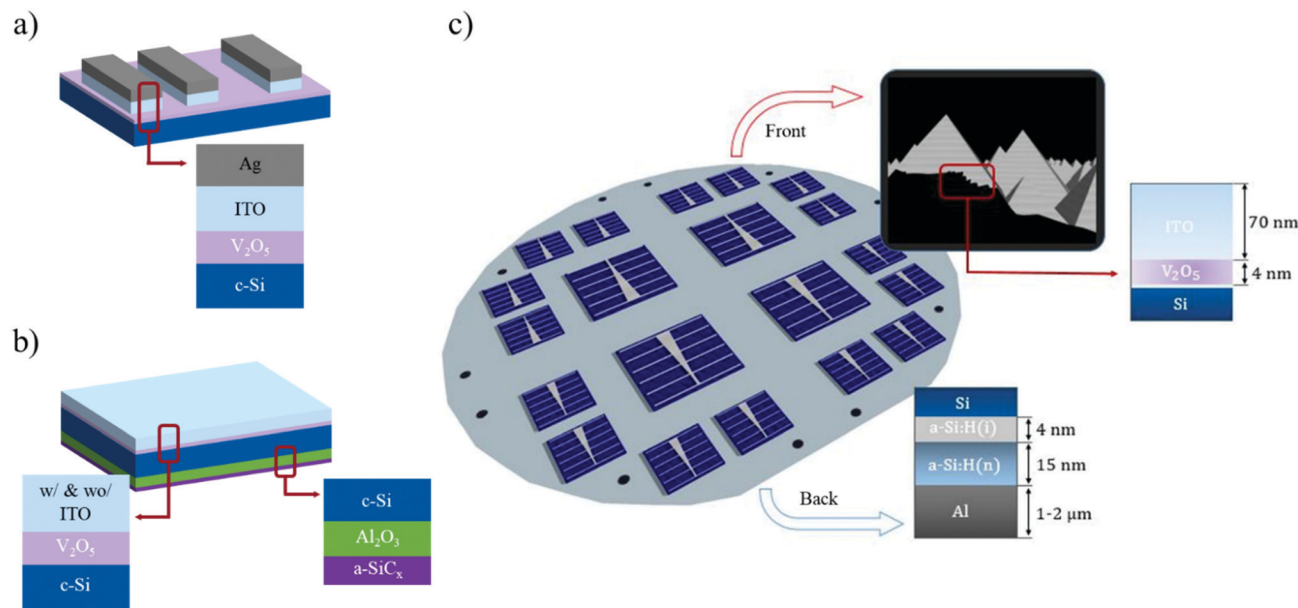 a)
Ag
ITO
V₂O₅
c-Si
b)
w/ & wo/
ITO
V₂O₅
c-Si
c-Si
Al₂O₃
a-SiCₓ
c)
Front
ITO
70 nm
V₂O₅
4 nm
Si
Back
Si
a-Si:H(i)
4 nm
a-Si:H(n)
15 nm
Al
1-2 μm